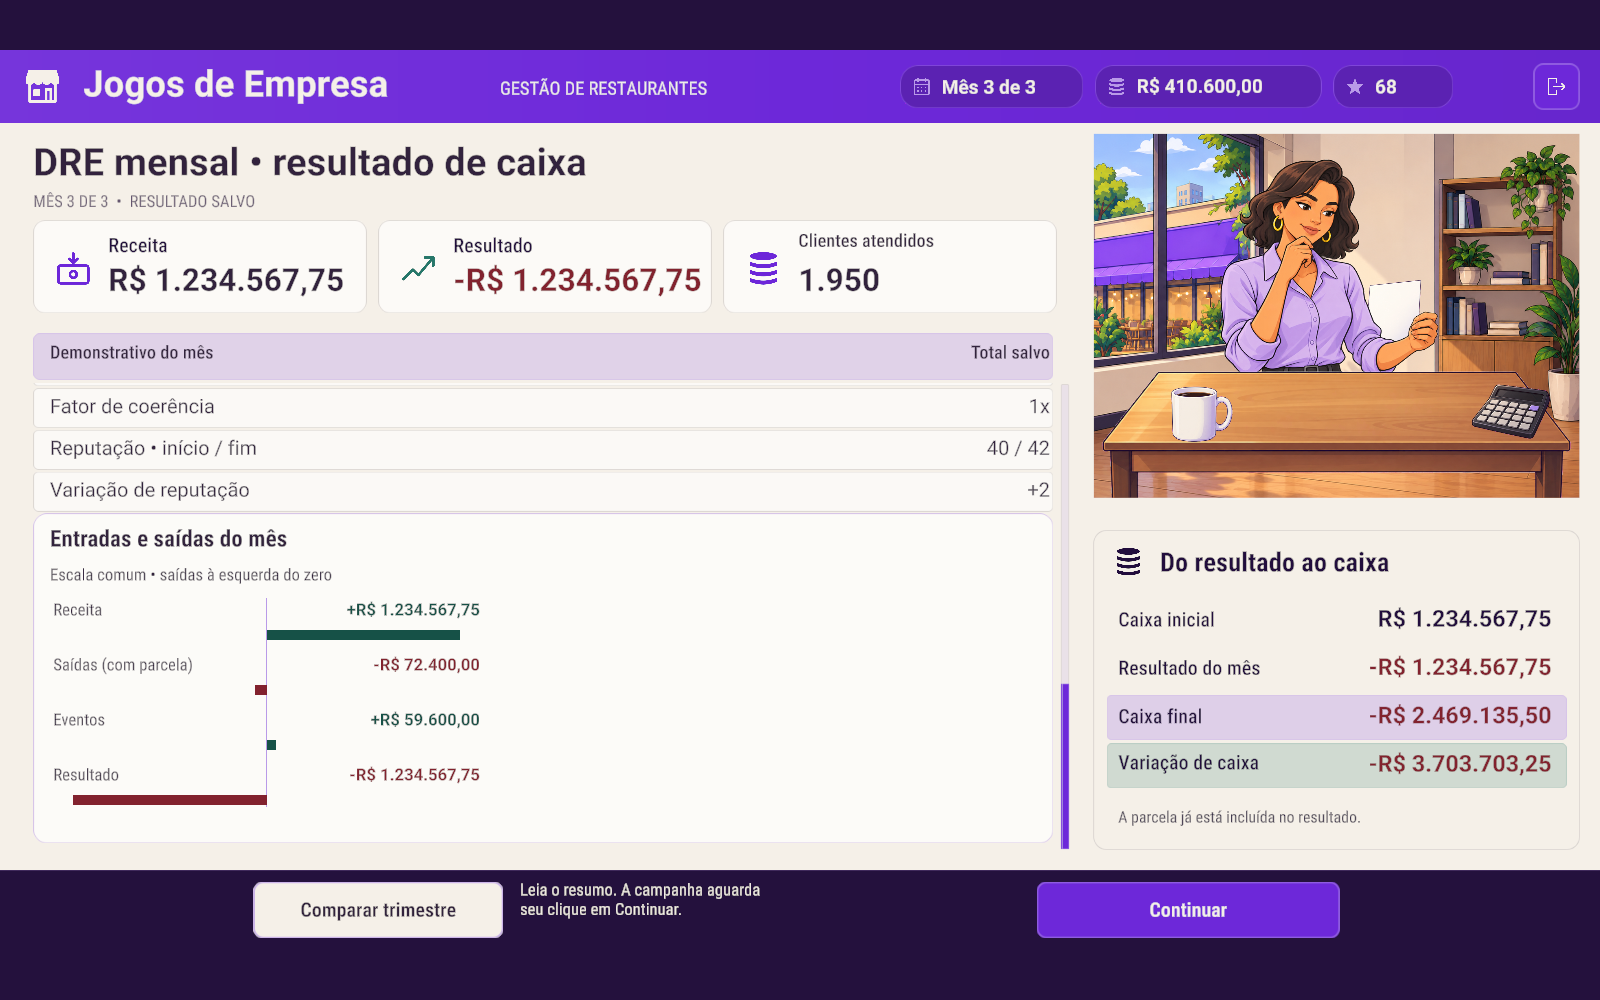 Jogos de Empresa
GESTÃO DE RESTAURANTES
Mês 3 de 3
R$ 410.600,00
68
DRE mensal • resultado de caixa
MÊS 3 DE 3 • RESULTADO SALVO
Receita
R$ 1.234.567,75
Resultado
-R$ 1.234.567,75
Clientes atendidos
1.950
Demonstrativo do mês Total salvo
Fator de coerência 1x
Reputação • início / fim 40 / 42
Variação de reputação +2
Entradas e saídas do mês
Escala comum • saídas à esquerda do zero
Receita +R$ 1.234.567,75
Saídas (com parcela) -R$ 72.400,00
Eventos +R$ 59.600,00
Resultado -R$ 1.234.567,75
Do resultado ao caixa
Caixa inicial R$ 1.234.567,75
Resultado do mês -R$ 1.234.567,75
Caixa final -R$ 2.469.135,50
Variação de caixa -R$ 3.703.703,25
A parcela já está incluída no resultado.
Comparar trimestre
Leia o resumo. A campanha aguarda
seu clique em Continuar.
Continuar